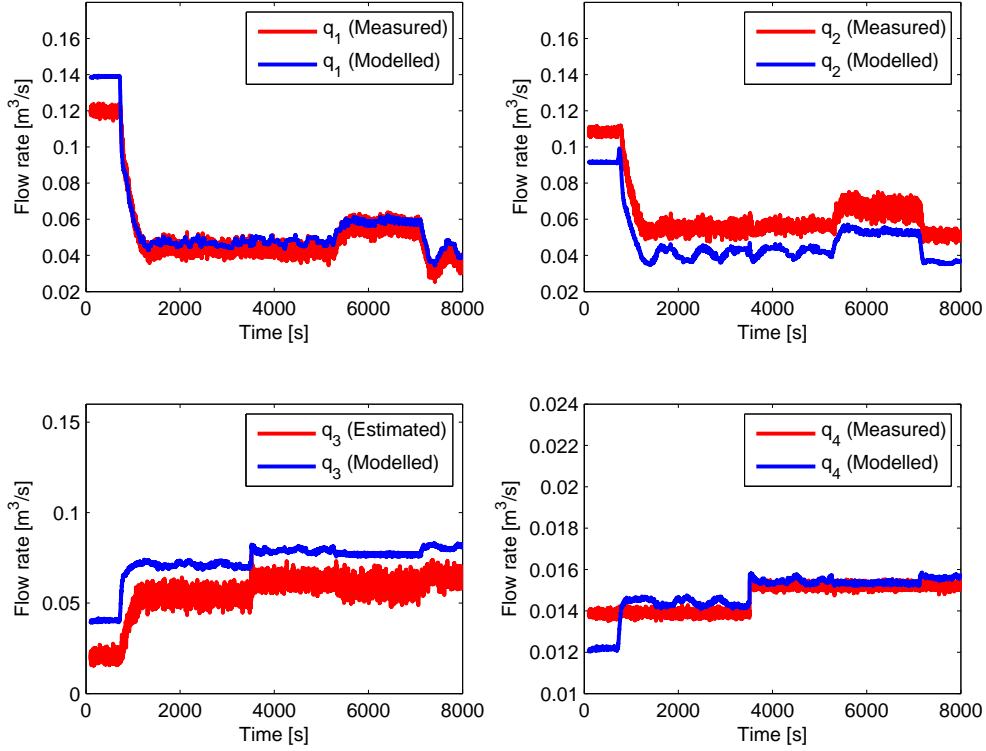 0.16
0.14
0.12
0.1
0.08
0.06
0.04
0.02
Flow rate [m³/s]
q₁ (Measured)
q₁ (Modelled)
0 2000 4000 6000 8000
Time [s]
0.16
0.14
0.12
0.1
0.08
0.06
0.04
0.02
Flow rate [m³/s]
q₂ (Measured)
q₂ (Modelled)
0 2000 4000 6000 8000
Time [s]
0.15
0.1
0.05
0
Flow rate [m³/s]
q₃ (Estimated)
q₃ (Modelled)
0 2000 4000 6000 8000
Time [s]
0.024
0.022
0.02
0.018
0.016
0.014
0.012
0.01
Flow rate [m³/s]
q₄ (Measured)
q₄ (Modelled)
0 2000 4000 6000 8000
Time [s]